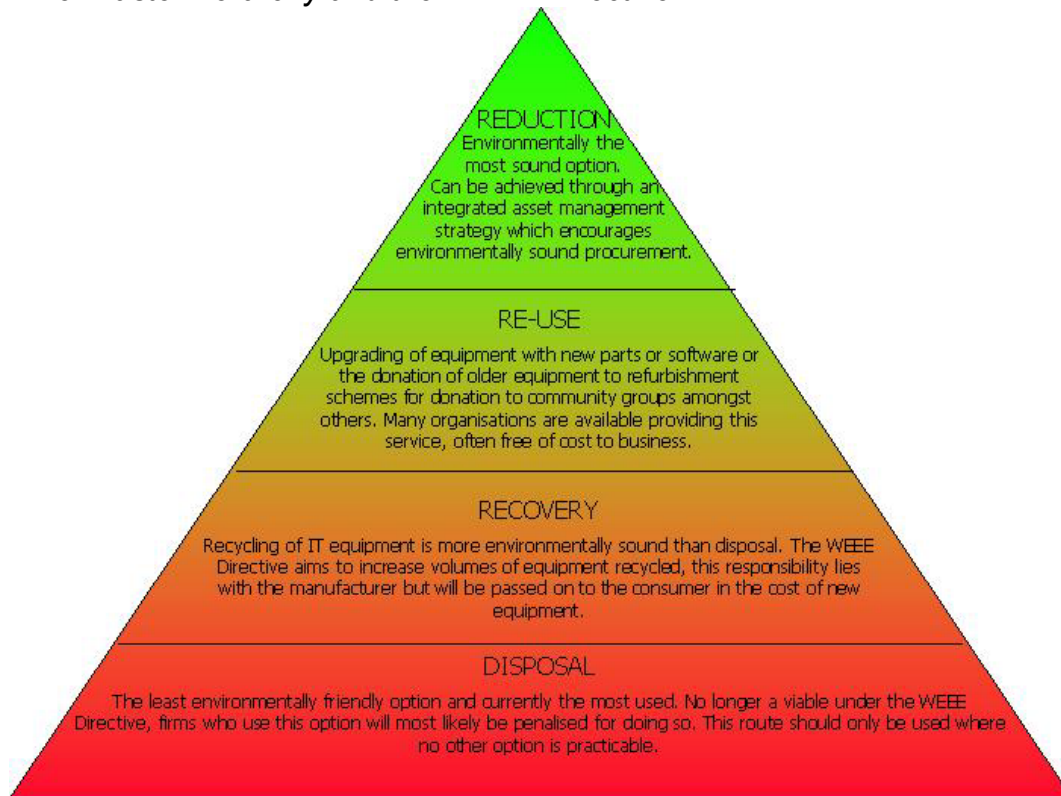 REDUCTION
Environmentally the
most sound option.
Can be achieved through an
integrated asset management
strategy which encourages
environmentally sound procurement.
RE-USE
Upgrading of equipment with new parts or software or
the donation of older equipment to refurbishment
schemes for donation to community groups amongst
others. Many organisations are available providing this
service, often free of cost to business.
RECOVERY
Recycling of IT equipment is more environmentally sound than disposal. The WEEE
Directive aims to increase volumes of equipment recycled, this responsibility lies
with the manufacturer but will be passed on to the consumer in the cost of new
equipment.
DISPOSAL
The least environmentally friendly option and currently the most used. No longer a viable under the WEEE
Directive, firms who use this option will most likely be penalised for doing so. This route should only be used where
no other option is practicable.